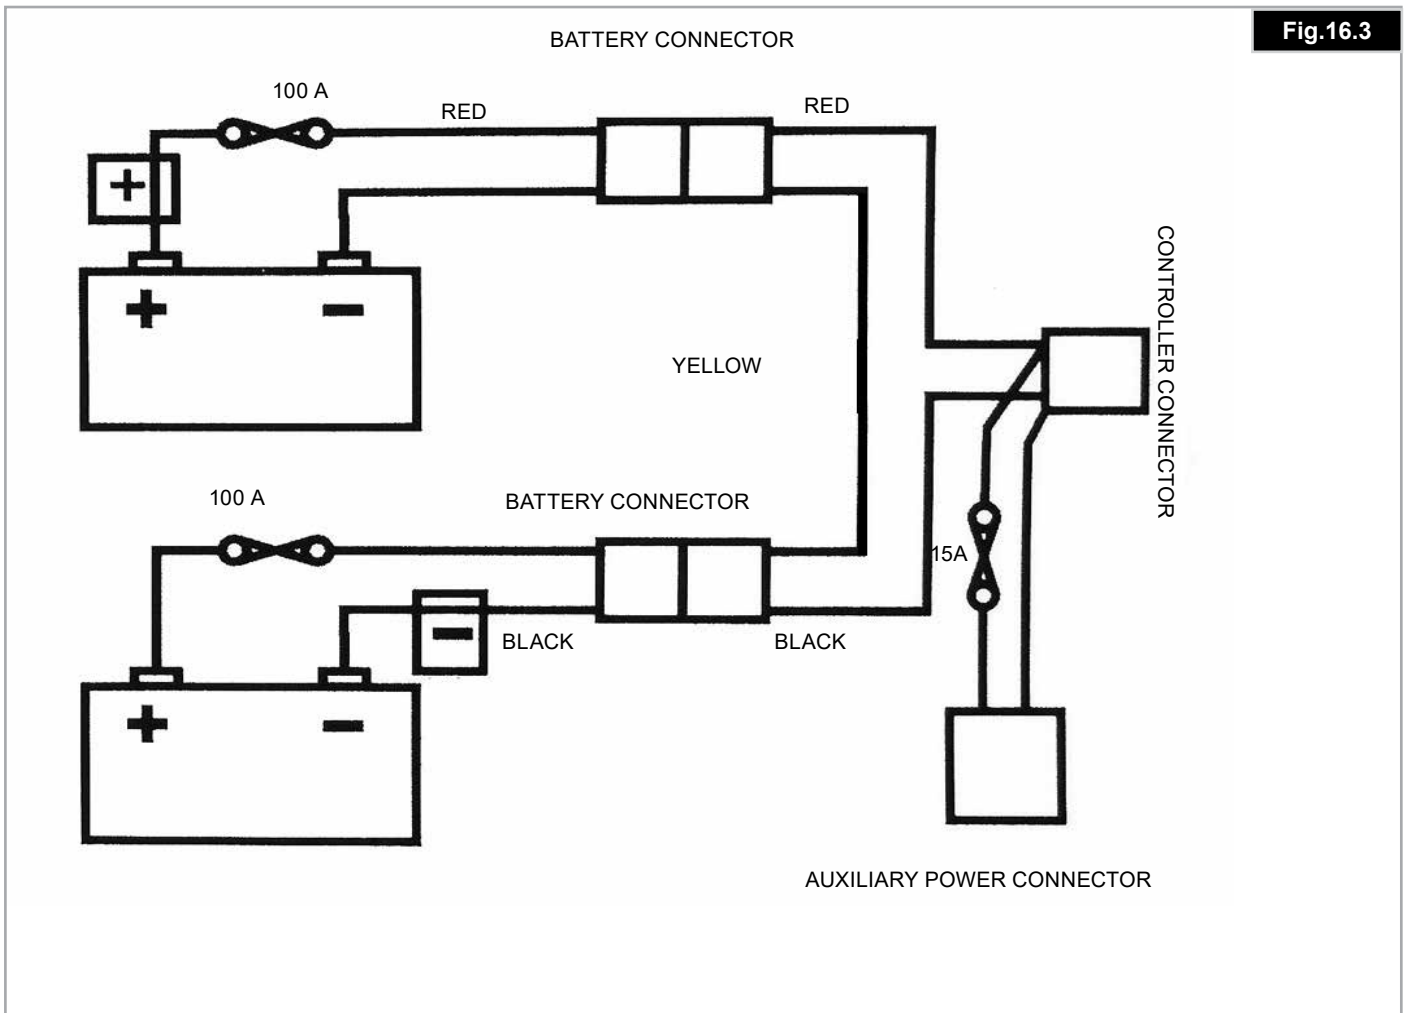 Fig.16.3
BATTERY CONNECTOR
100 A
RED
RED
+
+
−
CONTROLLER CONNECTOR
YELLOW
100 A
BATTERY CONNECTOR
15A
−
BLACK
BLACK
+
−
AUXILIARY POWER CONNECTOR